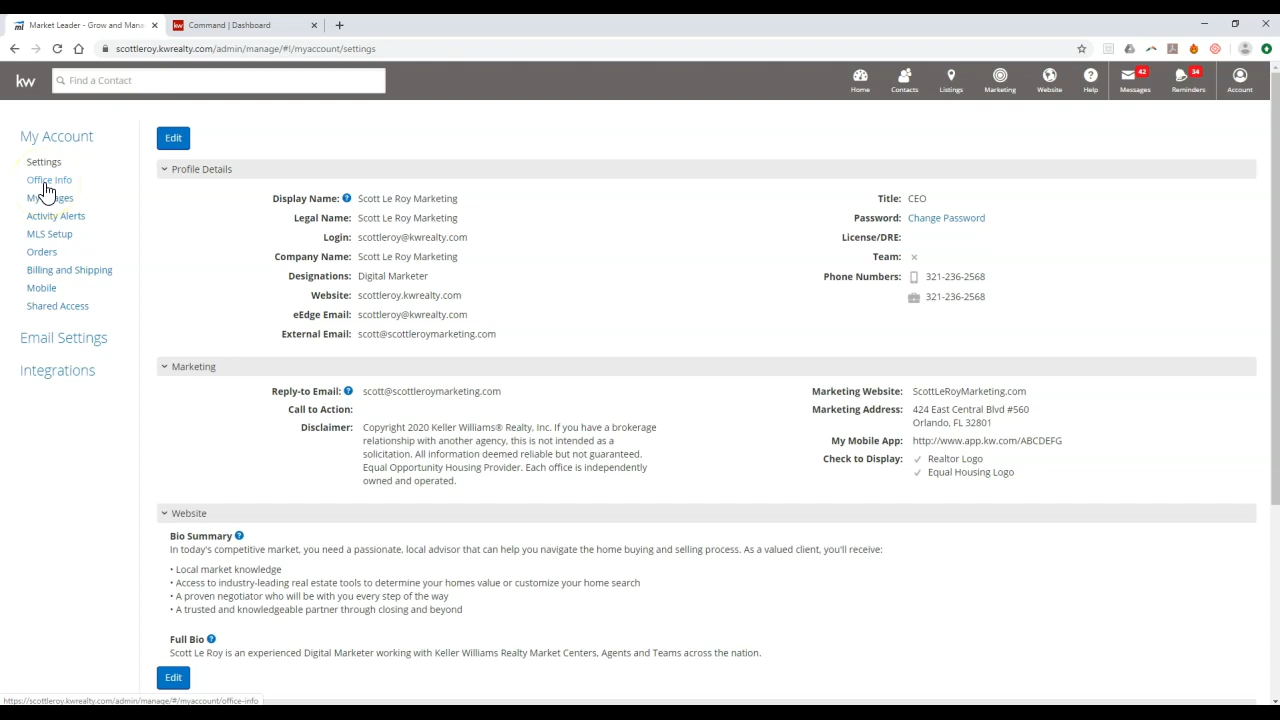 Market Leader - Grow and Mana
Command | Dashboard
scottleroy.kwrealty.com/admin/manage/#!/myaccount/settings
kw
Find a Contact
Home
Contacts
Listings
Marketing
Website
Help
42
Messages
34
Reminders
Account
My Account
Settings
Office Info
My Pages
Activity Alerts
MLS Setup
Orders
Billing and Shipping
Mobile
Shared Access
Email Settings
Integrations
Edit
Profile Details
Display Name: ? Scott Le Roy Marketing
Legal Name: Scott Le Roy Marketing
Login: scottleroy@kwrealty.com
Company Name: Scott Le Roy Marketing
Designations: Digital Marketer
Website: scottleroy.kwrealty.com
eEdge Email: scottleroy@kwrealty.com
External Email: scott@scottleroymarketing.com
Title: CEO
Password: Change Password
License/DRE:
Team: ×
Phone Numbers: 321-236-2568
321-236-2568
Marketing
Reply-to Email: ? scott@scottleroymarketing.com
Call to Action:
Disclaimer: Copyright 2020 Keller Williams® Realty, Inc. If you have a brokerage
relationship with another agency, this is not intended as a
solicitation. All information deemed reliable but not guaranteed.
Equal Opportunity Housing Provider. Each office is independently
owned and operated.
Marketing Website: ScottLeRoyMarketing.com
Marketing Address: 424 East Central Blvd #560
Orlando, FL 32801
My Mobile App: http://www.app.kw.com/ABCDEFG
Check to Display: ✓ Realtor Logo
✓ Equal Housing Logo
Website
Bio Summary ?
In today's competitive market, you need a passionate, local advisor that can help you navigate the home buying and selling process. As a valued client, you'll receive:
• Local market knowledge
• Access to industry-leading real estate tools to determine your homes value or customize your home search
• A proven negotiator who will be with you every step of the way
• A trusted and knowledgeable partner through closing and beyond
Full Bio ?
Scott Le Roy is an experienced Digital Marketer working with Keller Williams Realty Market Centers, Agents and Teams across the nation.
Edit
https://scottleroy.kwrealty.com/admin/manage/#/myaccount/office-info